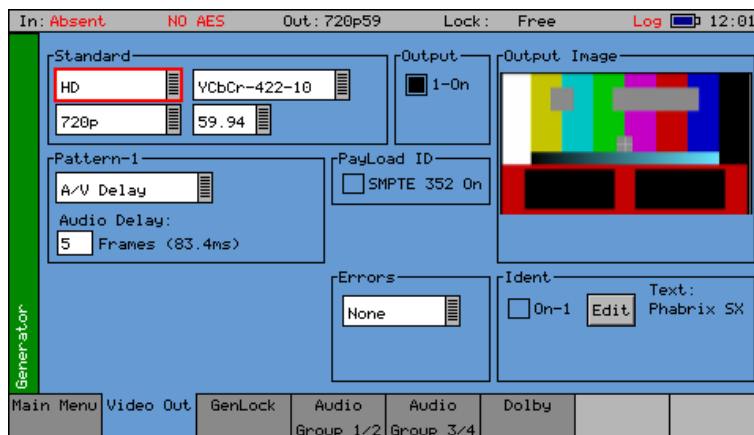 In: Absent NO AES Out: 720p59 Lock: Free Log 12:01
Standard
HD YCbCr-422-10
720p 59.94
Output
1-On
Output Image
Pattern-1
A/V Delay
Audio Delay:
5 Frames (83.4ms)
PayLoad ID
SMPTE 352 On
Errors
None
Ident
On-1 Edit Text:
Phabrix SX
Generator
Main Menu Video Out GenLock Audio Group 1/2 Audio Group 3/4 Dolby